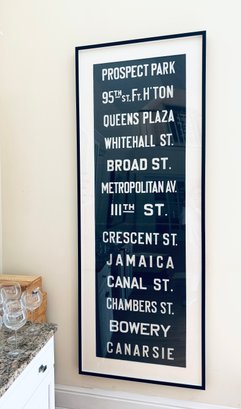 PROSPECT PARK
95TH ST. FT. H'TON
QUEENS PLAZA
WHITEHALL ST.
BROAD ST.
METROPOLITAN AV.
111TH ST.
CRESCENT ST.
JAMAICA
CANAL ST.
CHAMBERS ST.
BOWERY
CANARSIE